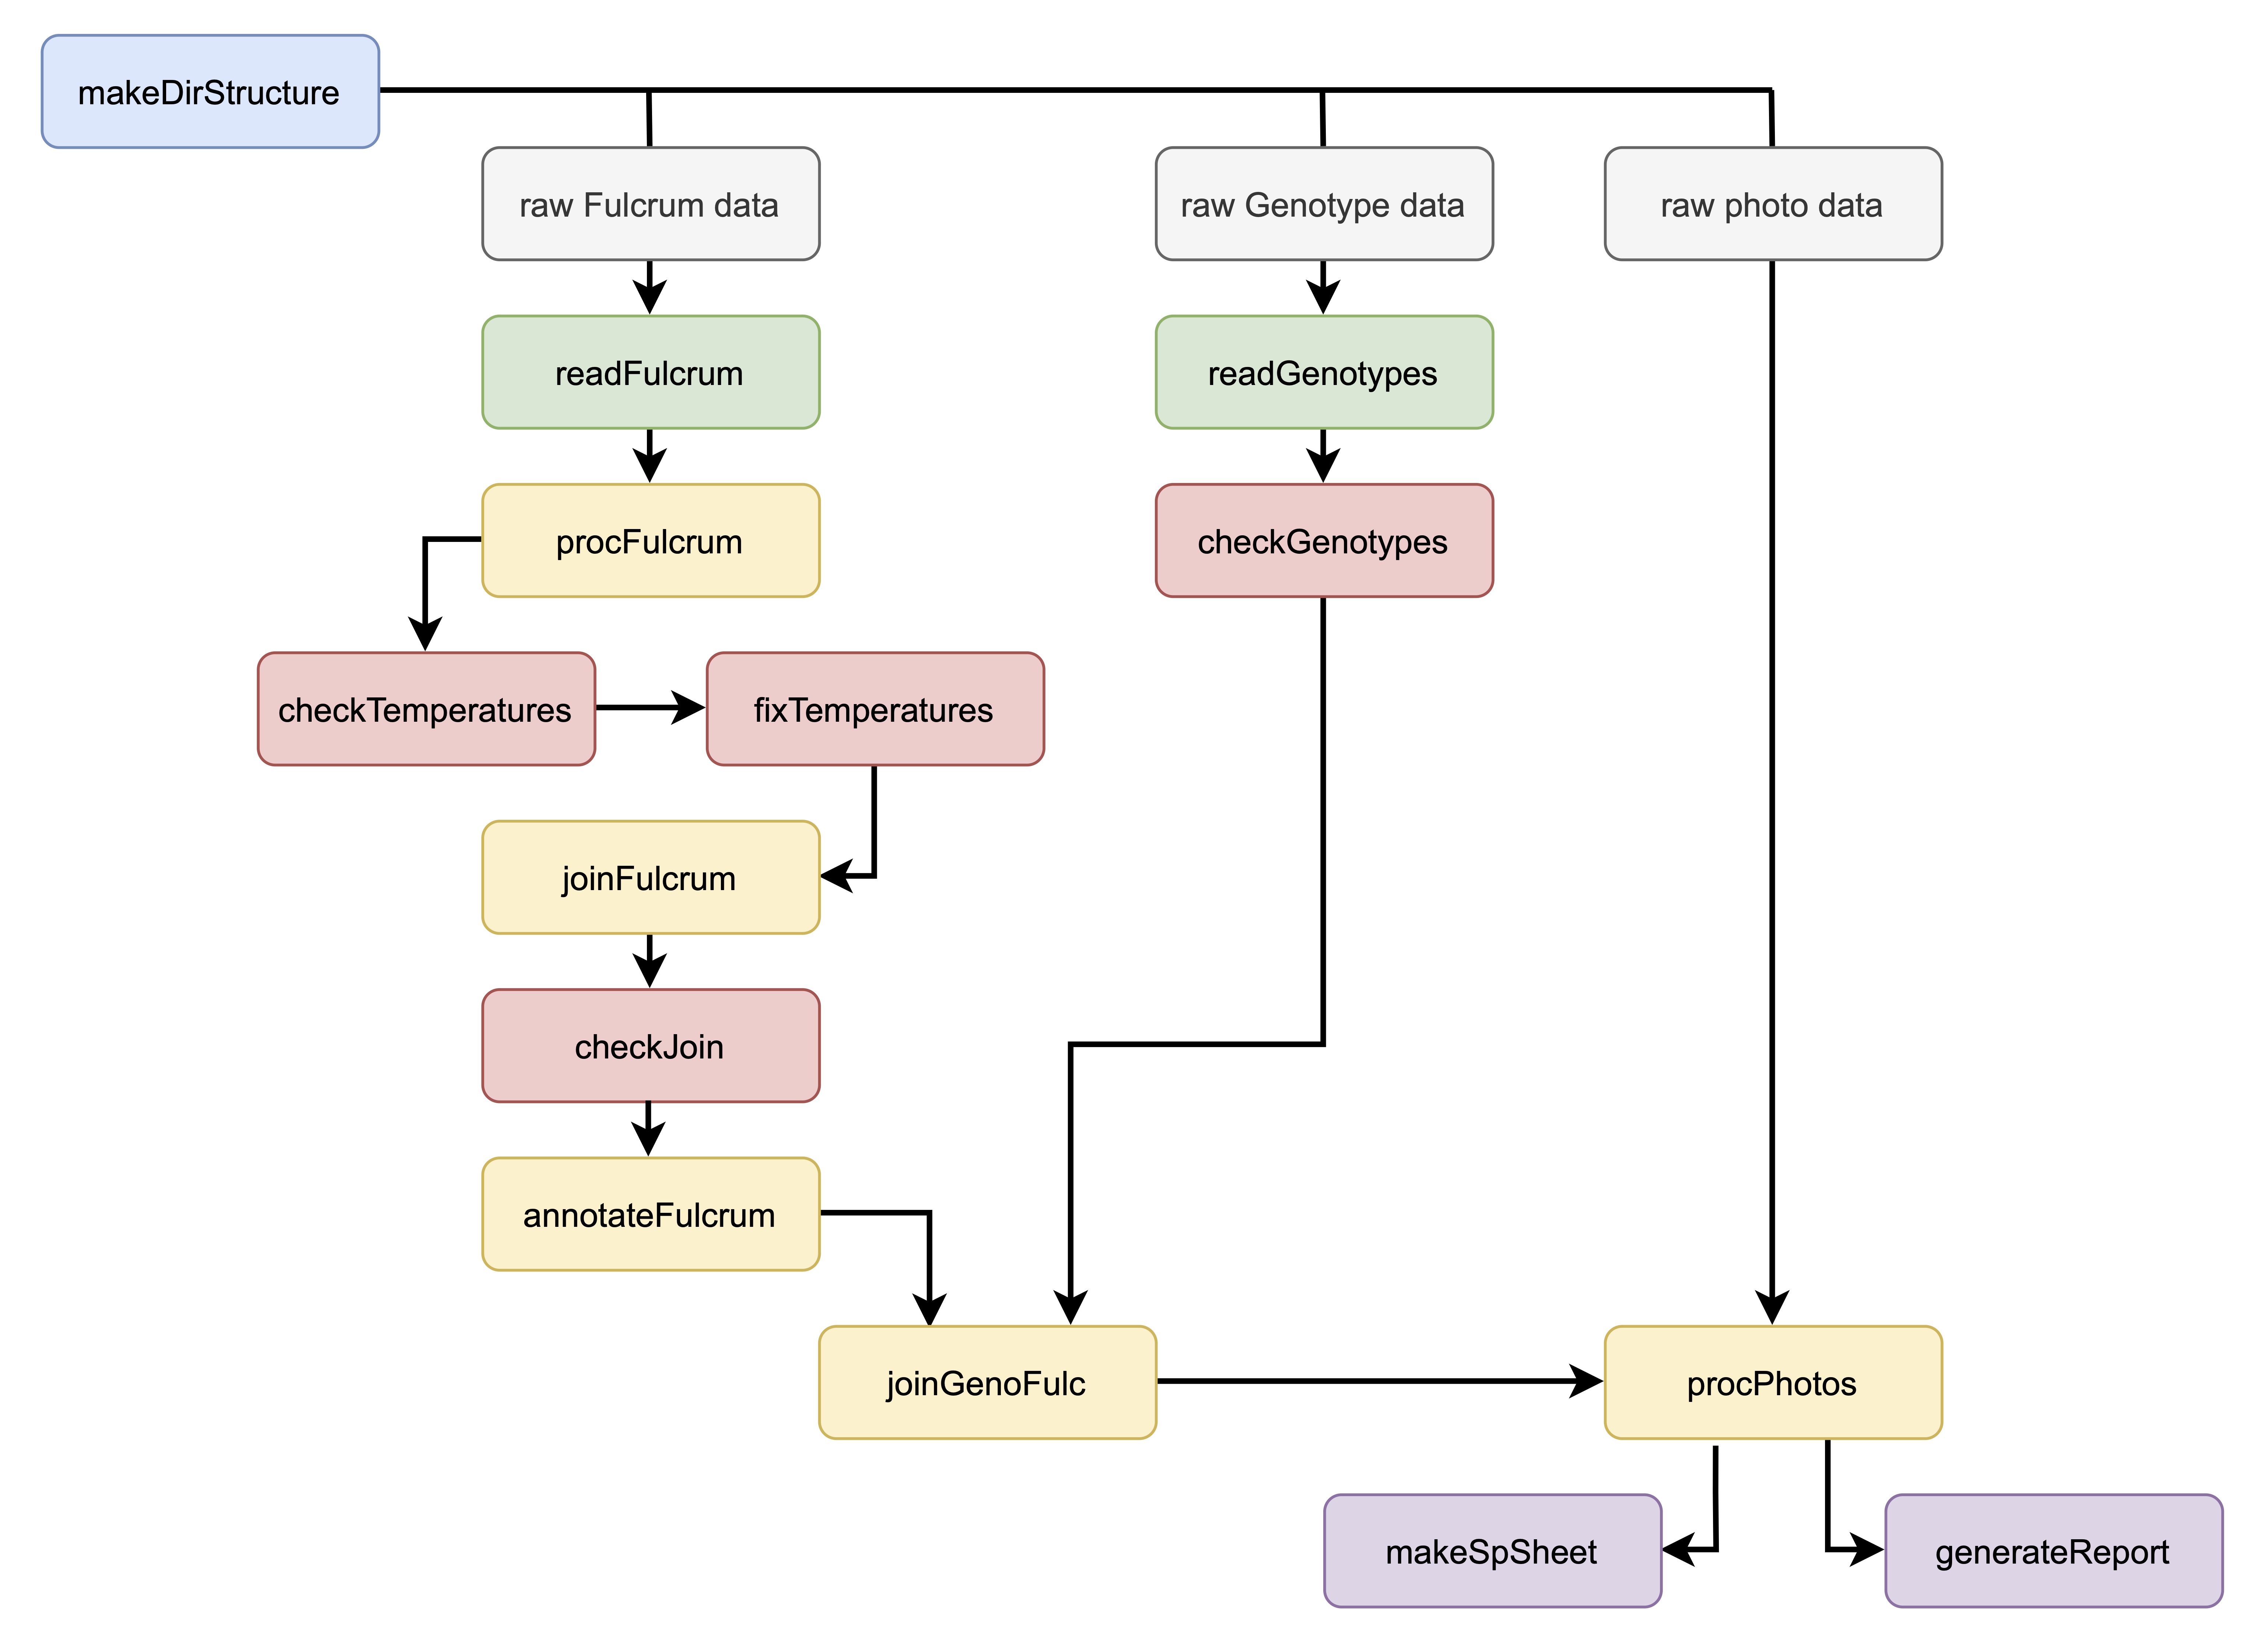 makeDirStructure
raw Fulcrum data
raw Genotype data
raw photo data
readFulcrum
readGenotypes
procFulcrum
checkGenotypes
checkTemperatures
fixTemperatures
joinFulcrum
checkJoin
annotateFulcrum
joinGenoFulc
procPhotos
makeSpSheet
generateReport